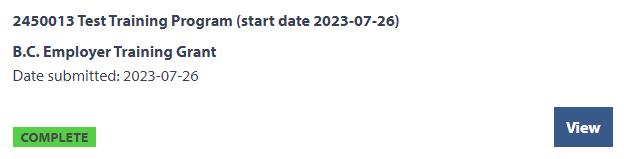 2450013 Test Training Program (start date 2023-07-26)
B.C. Employer Training Grant
Date submitted: 2023-07-26
View
COMPLETE